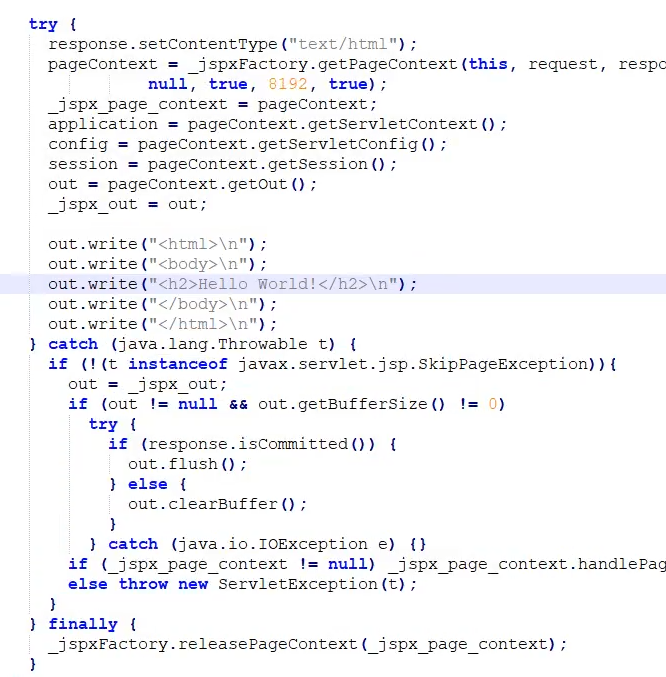 try {
response.setContentType("text/html");
pageContext = _jspxFactory.getPageContext(this, request,
null, true, 8192, true);
_jspx_page_context = pageContext;
application = pageContext.getServletContext();
config = pageContext.getServletConfig();
session = pageContext.getSession();
out = pageContext.getOut();
_jspx_out = out;
out.write("<html>\n");
out.write("<body>\n");
out.write("<h2>Hello World!</h2>\n");
out.write("</body>\n");
out.write("</html>\n");
} catch (java.lang.Throwable t) {
if (!(t instanceof javax.servlet.jsp.SkipPageException)){
out = _jspx_out;
if (out != null && out.getBufferSize() != 0)
try {
if (response.isCommitted()) {
out.flush();
} else {
out.clearBuffer();
}
} catch (java.io.IOException e) {}
if (_jspx_page_context != null) _jspx_page_context.handlePag
else throw new ServletException(t);
}
} finally {
_jspxFactory.releasePageContext(_jspx_page_context);
}